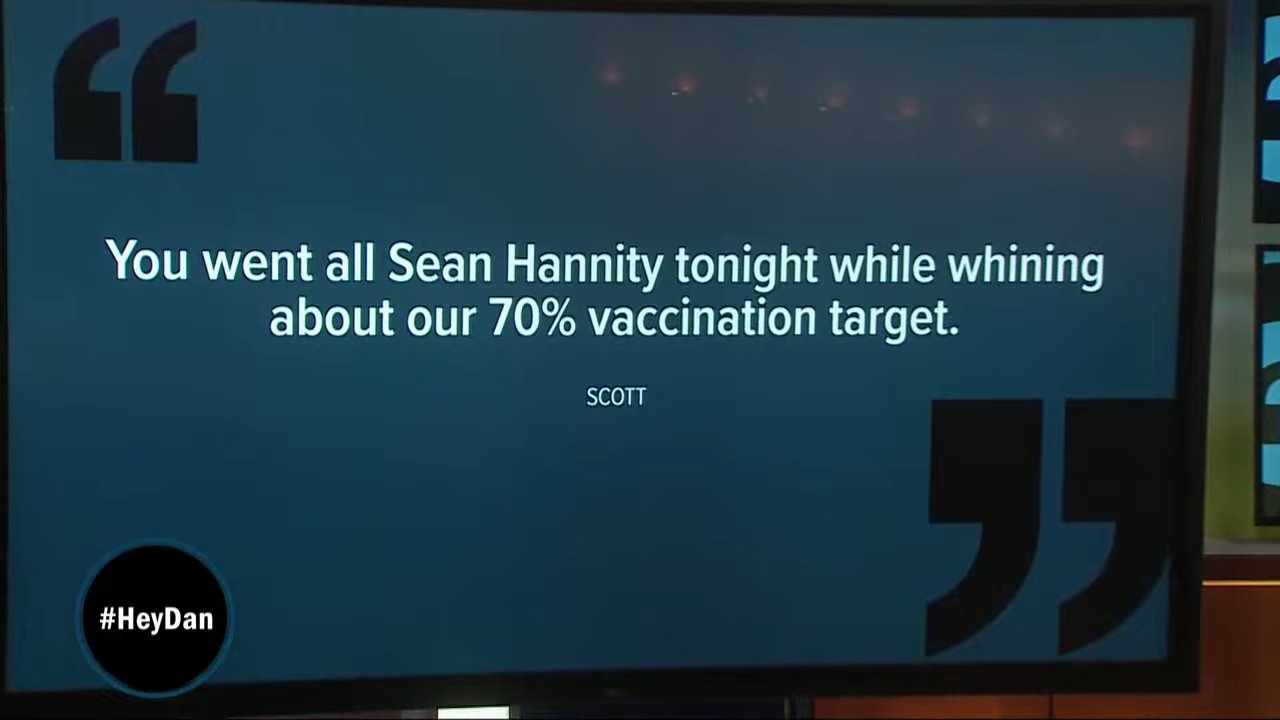 You went all Sean Hannity tonight while whining
about our 70% vaccination target.
SCOTT
#HeyDan